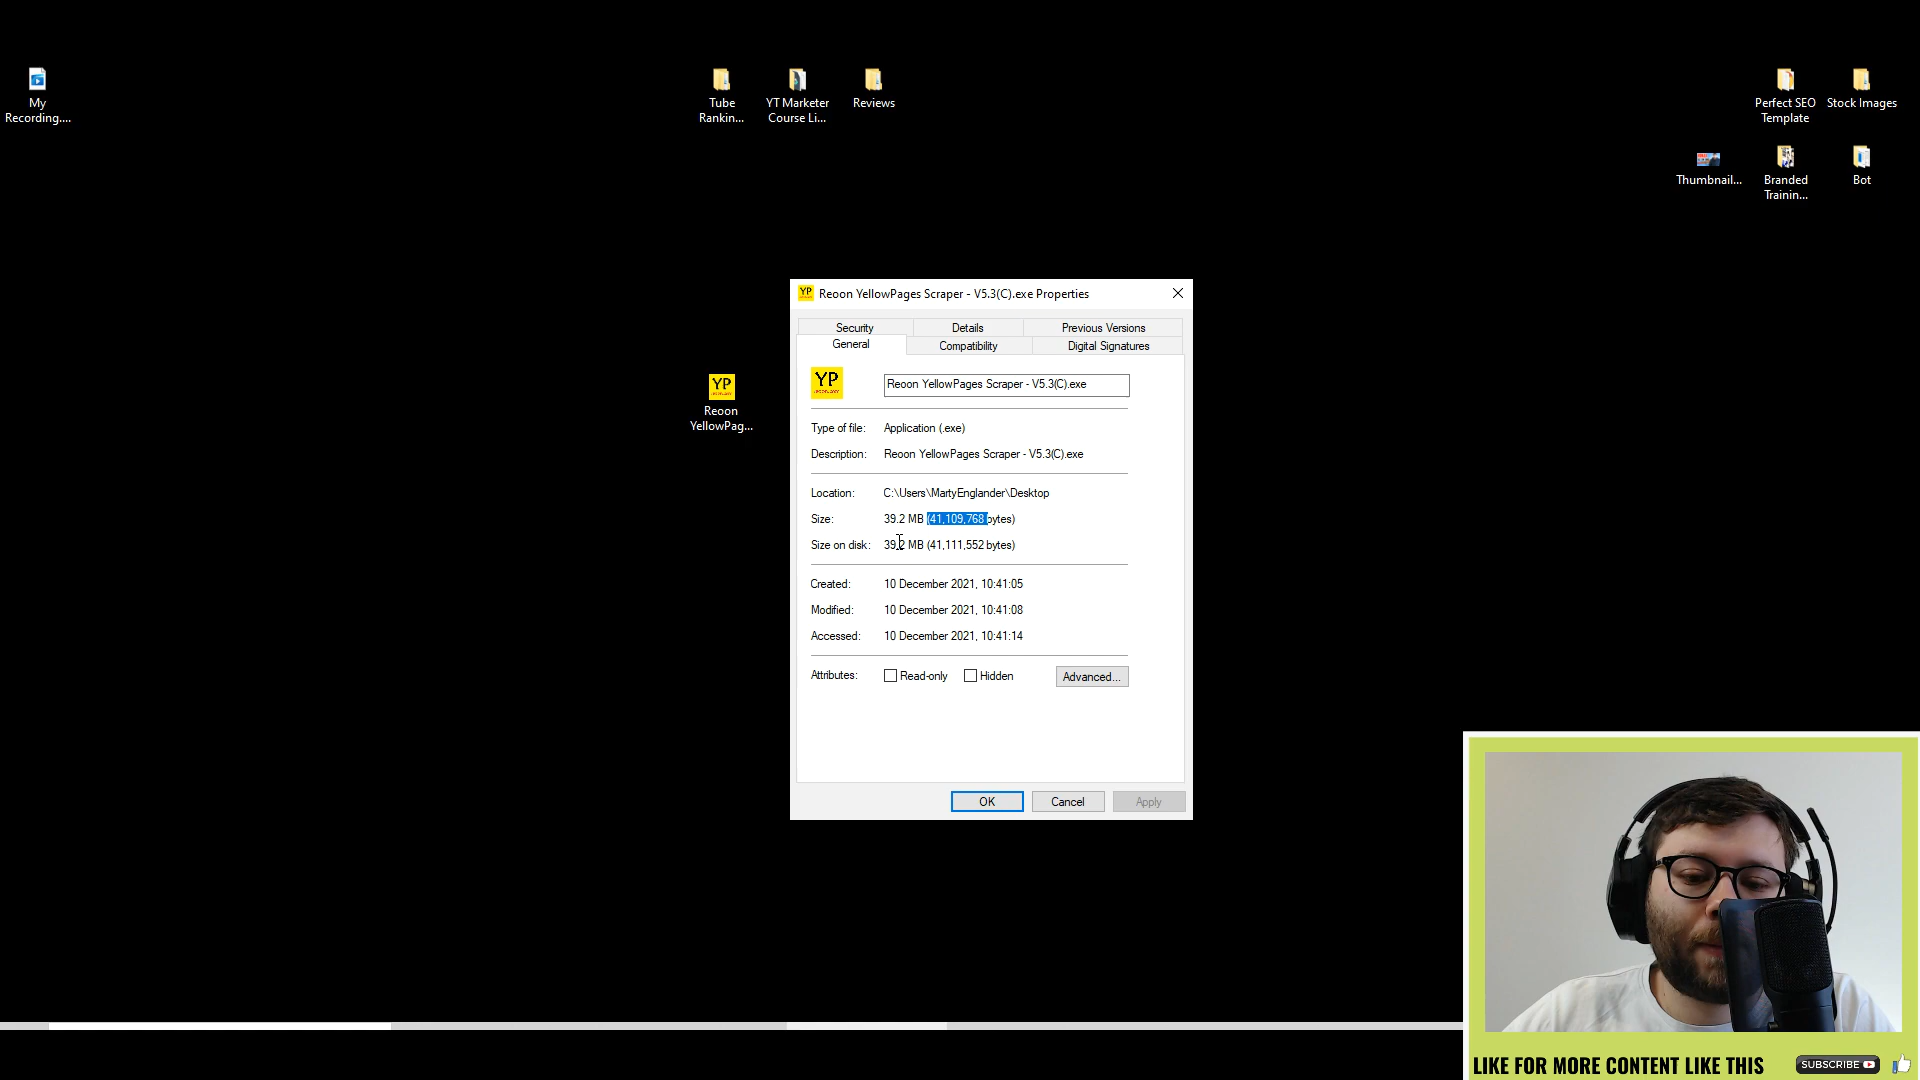 My
Recording....
Tube
Rankin...
YT Marketer
Course Li...
Reviews
Perfect SEO
Template
Stock Images
Thumbnail...
Branded
Trainin...
Bot
YP
Reoon
YellowPag...
YP
Reoon YellowPages Scraper - V5.3(C).exe Properties
Security
Details
Previous Versions
General
Compatibility
Digital Signatures
YP
Reoon YellowPages Scraper - V5.3(C).exe
Type of file:
Application (.exe)
Description:
Reoon YellowPages Scraper - V5.3(C).exe
Location:
C:\Users\MartyEnglander\Desktop
Size:
39.2 MB (41,109,768 bytes)
Size on disk:
39.2 MB (41,111,552 bytes)
Created:
10 December 2021, 10:41:05
Modified:
10 December 2021, 10:41:08
Accessed:
10 December 2021, 10:41:14
Attributes:
Read-only
Hidden
Advanced...
OK
Cancel
Apply
LIKE FOR MORE CONTENT LIKE THIS
SUBSCRIBE